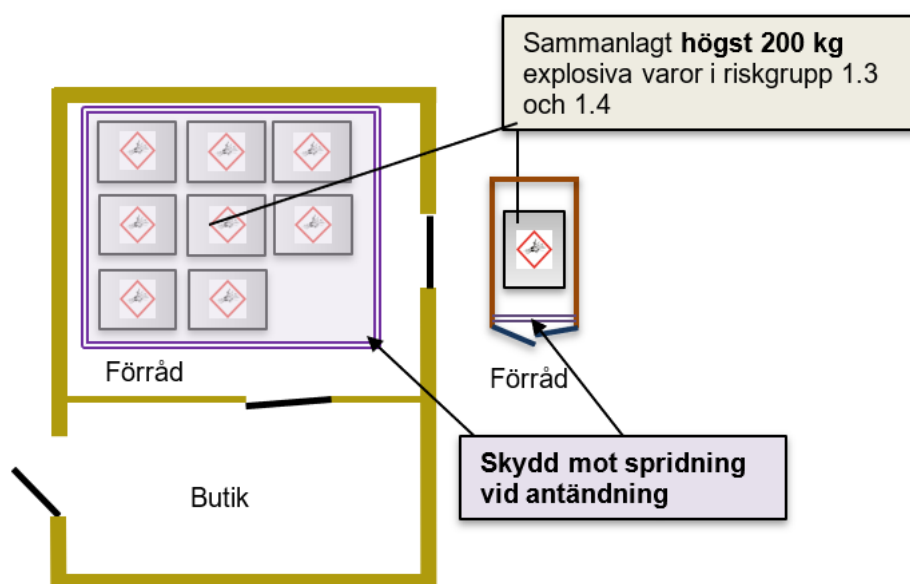 Sammanlagt högst 200 kg
explosiva varor i riskgrupp 1.3
och 1.4
Förråd
Förråd
Skydd mot spridning
vid antändning
Butik